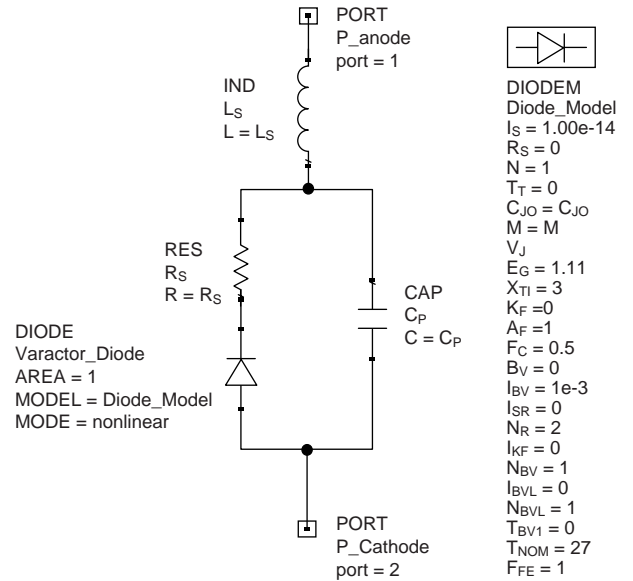 PORT
P_anode
port = 1
IND
LS
L = LS
RES
RS
R = RS
CAP
CP
C = CP
DIODE
Varactor_Diode
AREA = 1
MODEL = Diode_Model
MODE = nonlinear
PORT
P_Cathode
port = 2
DIODEM
Diode_Model
IS = 1.00e-14
RS = 0
N = 1
TT = 0
CJO = CJO
M = M
VJ
EG = 1.11
XTI = 3
KF =0
AF =1
FC = 0.5
BV = 0
IBV = 1e-3
ISR = 0
NR = 2
IKF = 0
NBV = 1
IBVL = 0
NBVL = 1
TBV1 = 0
TNOM = 27
FFE = 1